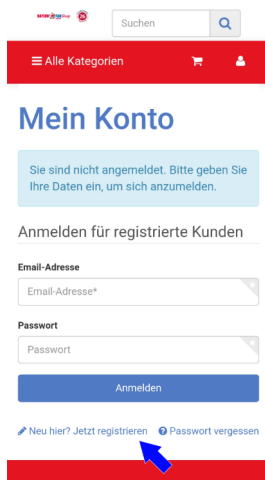 Suchen
Alle Kategorien
Mein Konto
Sie sind nicht angemeldet. Bitte geben Sie
Ihre Daten ein, um sich anzumelden.
Anmelden für registrierte Kunden
Email-Adresse
Email-Adresse*
Passwort
Passwort
Anmelden
Neu hier? Jetzt registrieren Passwort vergessen